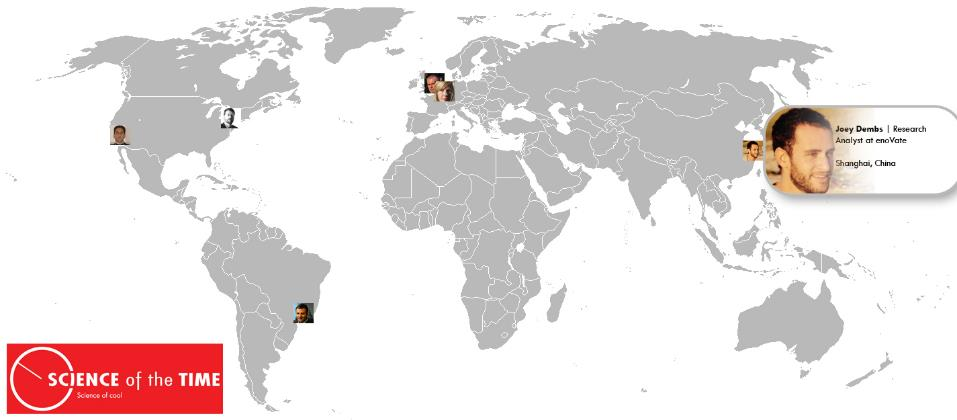 Joey Dembs | Research
Analyst at enoVate
Shanghai, China
SCIENCE of the TIME
Science of cool